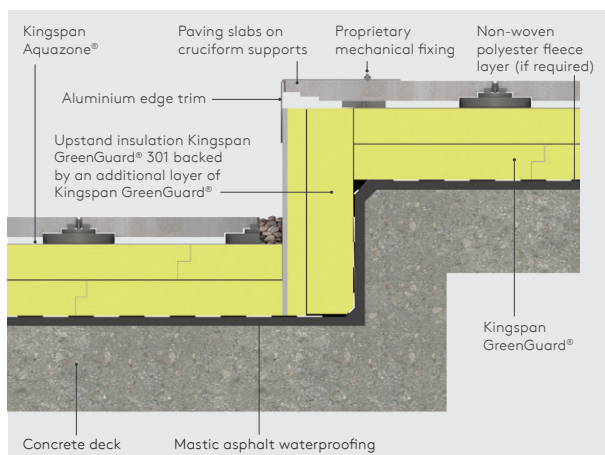 Kingspan
Aquazone®
Paving slabs on
cruciform supports
Proprietary
mechanical fixing
Non-woven
polyester fleece
layer (if required)
Aluminium edge trim
Upstand insulation Kingspan
GreenGuard® 301 backed
by an additional layer of
Kingspan GreenGuard®
Kingspan
GreenGuard®
Concrete deck
Mastic asphalt waterproofing